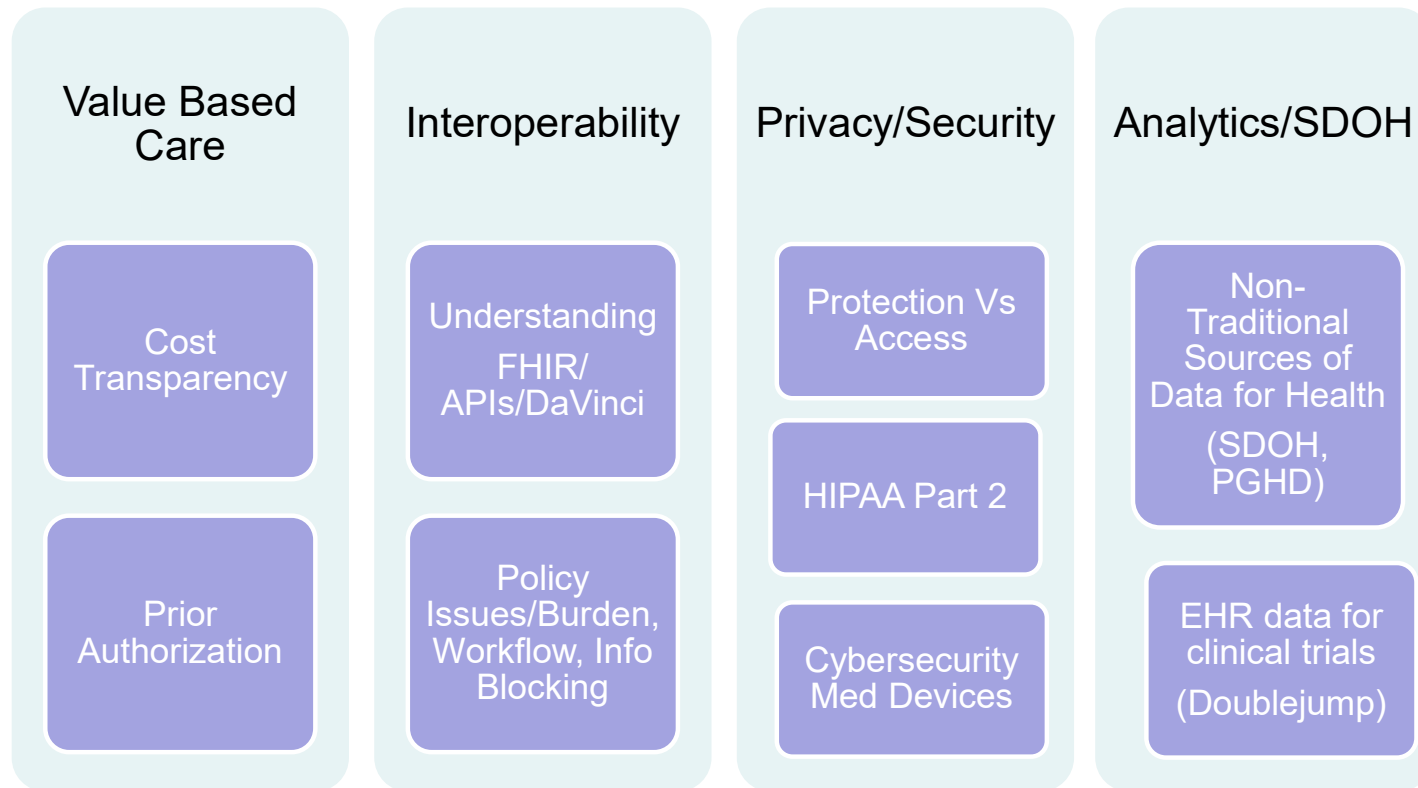 Value Based
Care
Cost
Transparency
Prior
Authorization
Interoperability
Understanding
FHIR/
APIs/DaVinci
Policy
Issues/Burden,
Workflow, Info
Blocking
Privacy/Security
Protection Vs
Access
HIPAA Part 2
Cybersecurity
Med Devices
Analytics/SDOH
Non-
Traditional
Sources of
Data for Health
(SDOH,
PGHD)
EHR data for
clinical trials
(Doublejump)